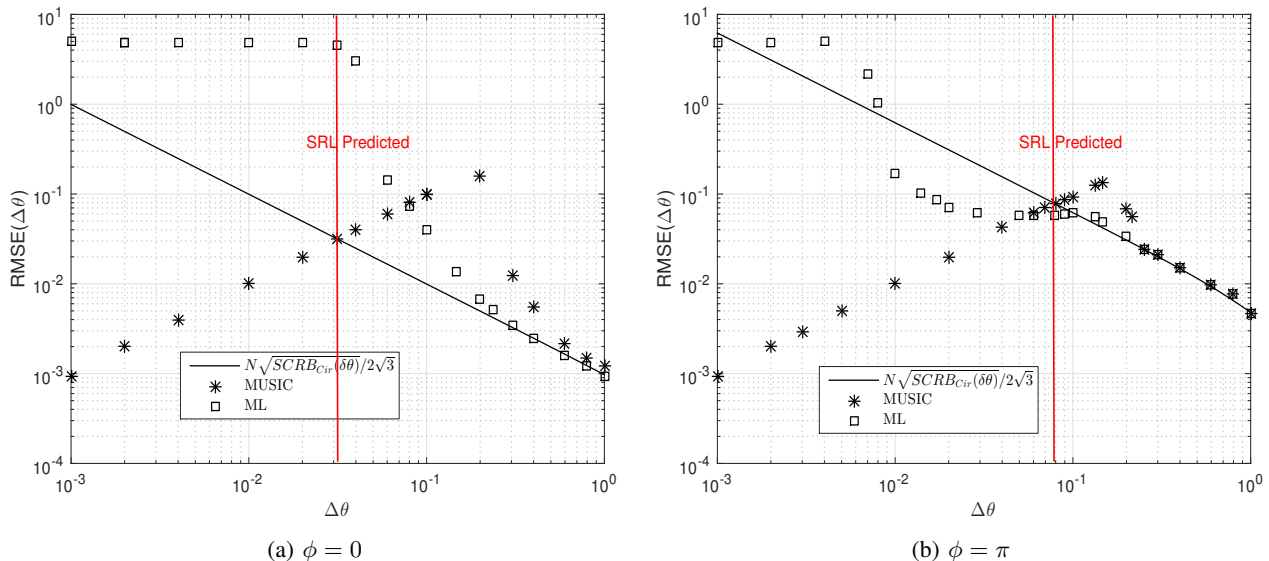 10^1
10^0
10^-1
10^-2
10^-3
10^-4
RMSE(Δθ)
SRL Predicted
N√SCRB_Cir(δθ)/2√3
MUSIC
ML
10^-3
10^-2
10^-1
10^0
Δθ
(a) ϕ = 0
10^1
10^0
10^-1
10^-2
10^-3
10^-4
RMSE(Δθ)
SRL Predicted
N√SCRB_Cir(δθ)/2√3
MUSIC
ML
10^-3
10^-2
10^-1
10^0
Δθ
(b) ϕ = π